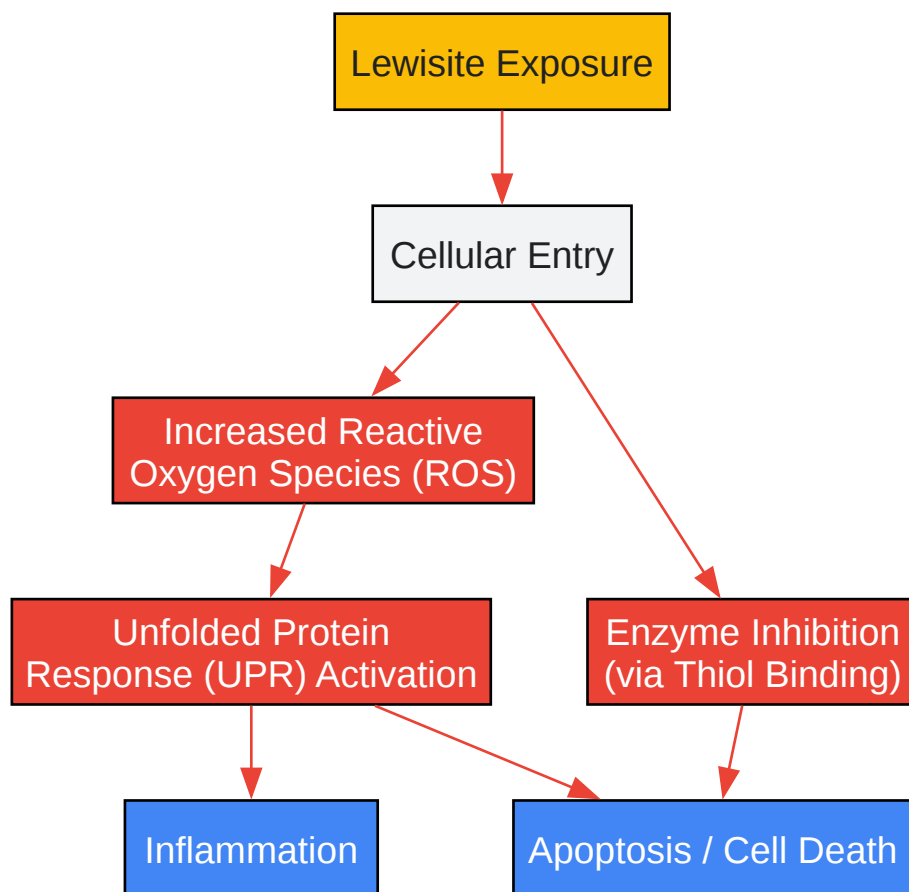 Lewisite Exposure
Cellular Entry
Increased Reactive
Oxygen Species (ROS)
Unfolded Protein
Response (UPR) Activation
Enzyme Inhibition
(via Thiol Binding)
Inflammation
Apoptosis / Cell Death